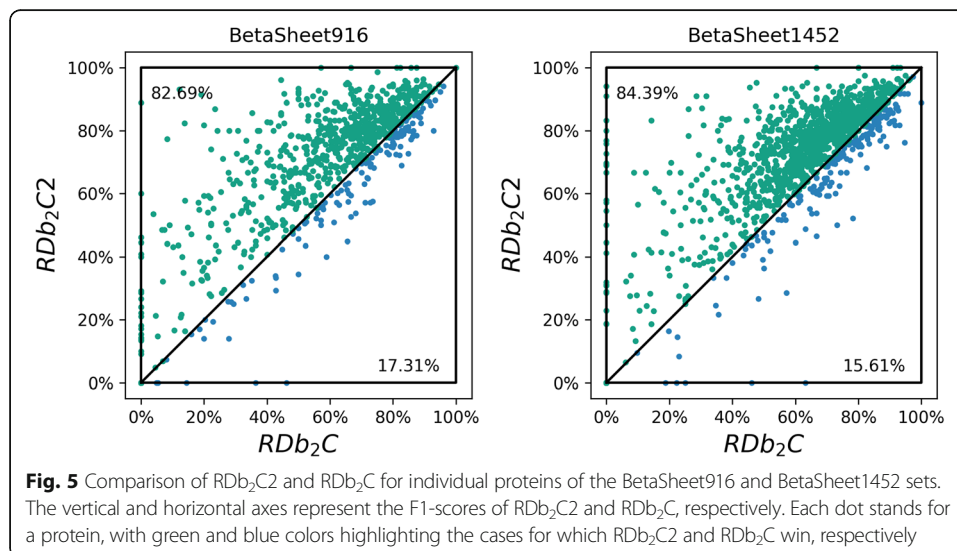 BetaSheet916
BetaSheet1452
100%
80%
60%
40%
20%
0%
RDb₂C2
82.69%
17.31%
0% 20% 40% 60% 80% 100%
RDb₂C
100%
80%
60%
40%
20%
0%
RDb₂C2
84.39%
15.61%
0% 20% 40% 60% 80% 100%
RDb₂C
Fig. 5 Comparison of RDb₂C2 and RDb₂C for individual proteins of the BetaSheet916 and BetaSheet1452 sets.
The vertical and horizontal axes represent the F1-scores of RDb₂C2 and RDb₂C, respectively. Each dot stands for
a protein, with green and blue colors highlighting the cases for which RDb₂C2 and RDb₂C win, respectively